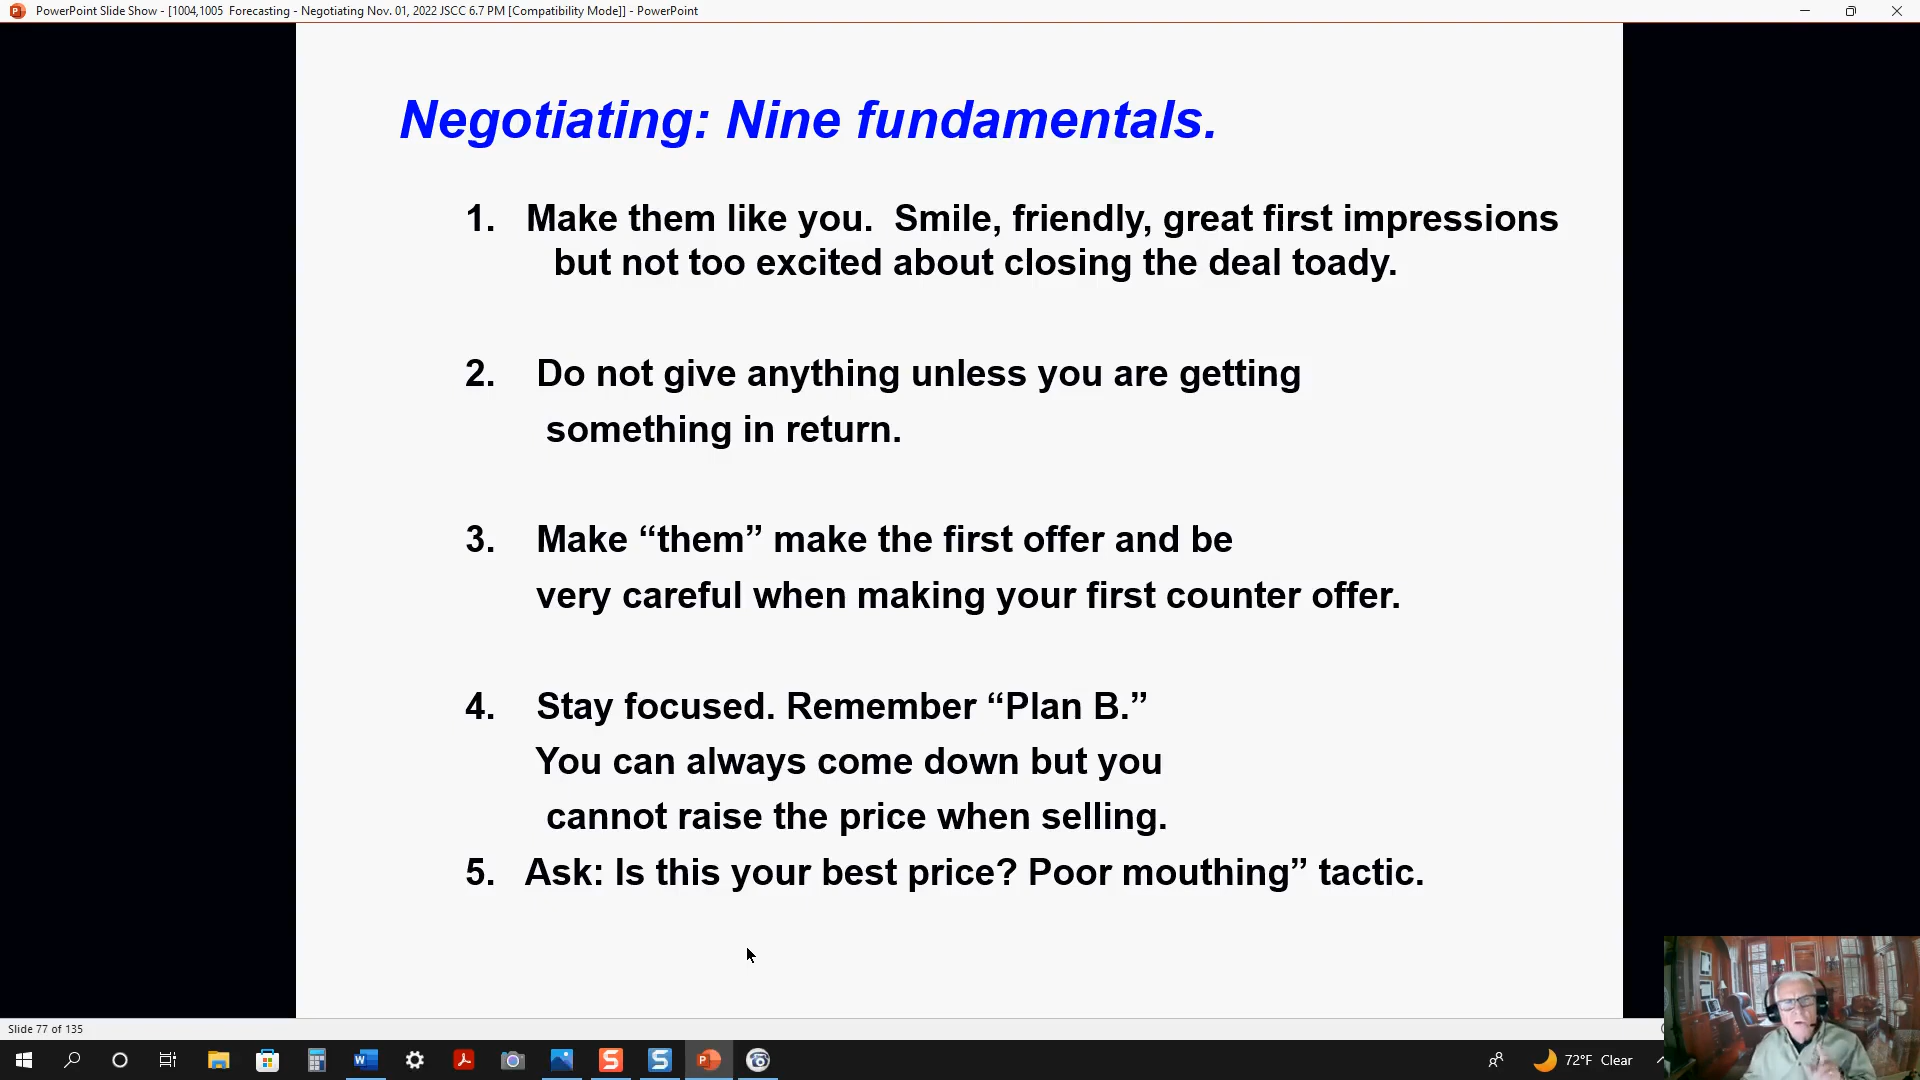 PowerPoint Slide Show - [1004,1005 Forecasting - Negotiating Nov. 01, 2022 JSCC 6.7 PM [Compatibility Mode]] - PowerPoint
Negotiating: Nine fundamentals.
1. Make them like you. Smile, friendly, great first impressions
but not too excited about closing the deal toady.
2. Do not give anything unless you are getting
something in return.
3. Make “them” make the first offer and be
very careful when making your first counter offer.
4. Stay focused. Remember “Plan B.”
You can always come down but you
cannot raise the price when selling.
5. Ask: Is this your best price? Poor mouthing” tactic.
Slide 77 of 135
72°F Clear